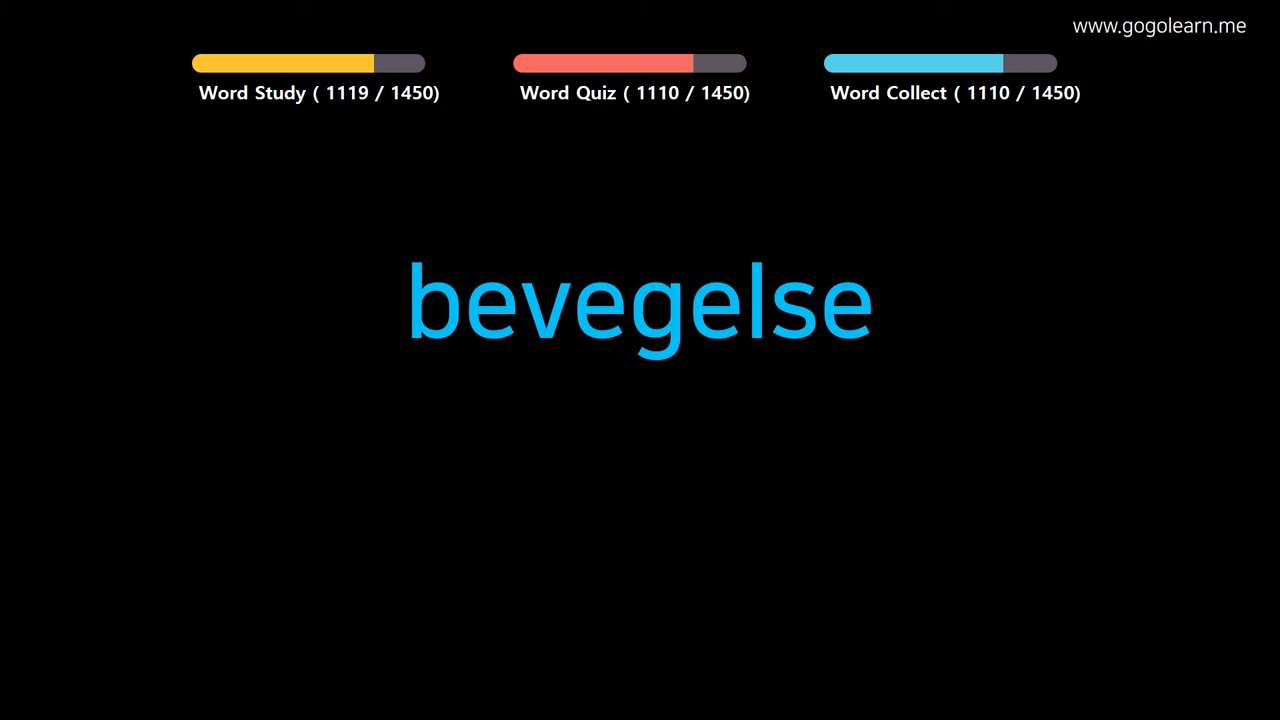 www.gogolearn.me
Word Study ( 1119 / 1450)
Word Quiz ( 1110 / 1450)
Word Collect ( 1110 / 1450)
bevegelse